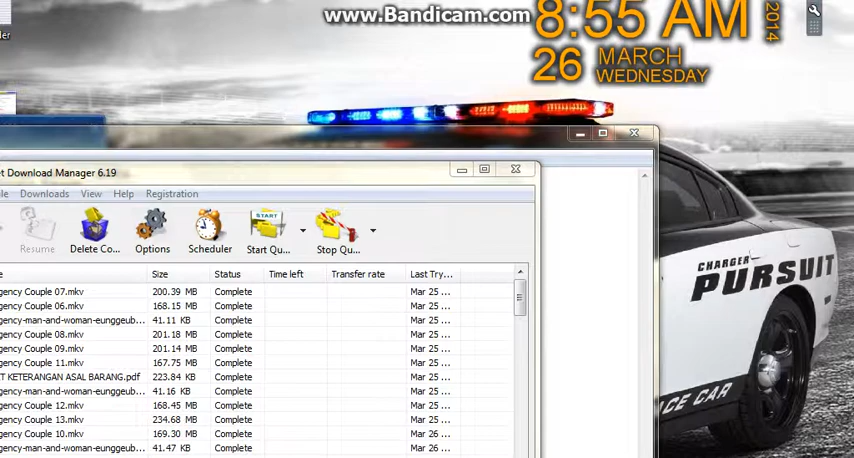 www.Bandicam.com
8:55 AM
2014
26 MARCH
WEDNESDAY
der
et Download Manager 6.19
le Downloads View Help Registration
Resume Delete Co... Options Scheduler Start Qu... Stop Qu...
e Size Status Time left Transfer rate Last Try...
gency Couple 07.mkv 200.39 MB Complete Mar 25 ...
gency Couple 06.mkv 168.15 MB Complete Mar 25 ...
gency-man-and-woman-eunggeub... 41.11 KB Complete Mar 25 ...
gency Couple 08.mkv 201.18 MB Complete Mar 25 ...
gency Couple 09.mkv 201.14 MB Complete Mar 25 ...
gency Couple 11.mkv 167.75 MB Complete Mar 25 ...
T KETERANGAN ASAL BARANG.pdf 223.84 KB Complete Mar 25 ...
gency-man-and-woman-eunggeub... 41.16 KB Complete Mar 25 ...
gency Couple 12.mkv 168.45 MB Complete Mar 25 ...
gency Couple 13.mkv 234.68 MB Complete Mar 25 ...
gency Couple 10.mkv 169.30 MB Complete Mar 26 ...
gency-man-and-woman-eunggeub... 41.47 KB Complete Mar 26 ...
CHARGER
PURSUIT
ICE CAR